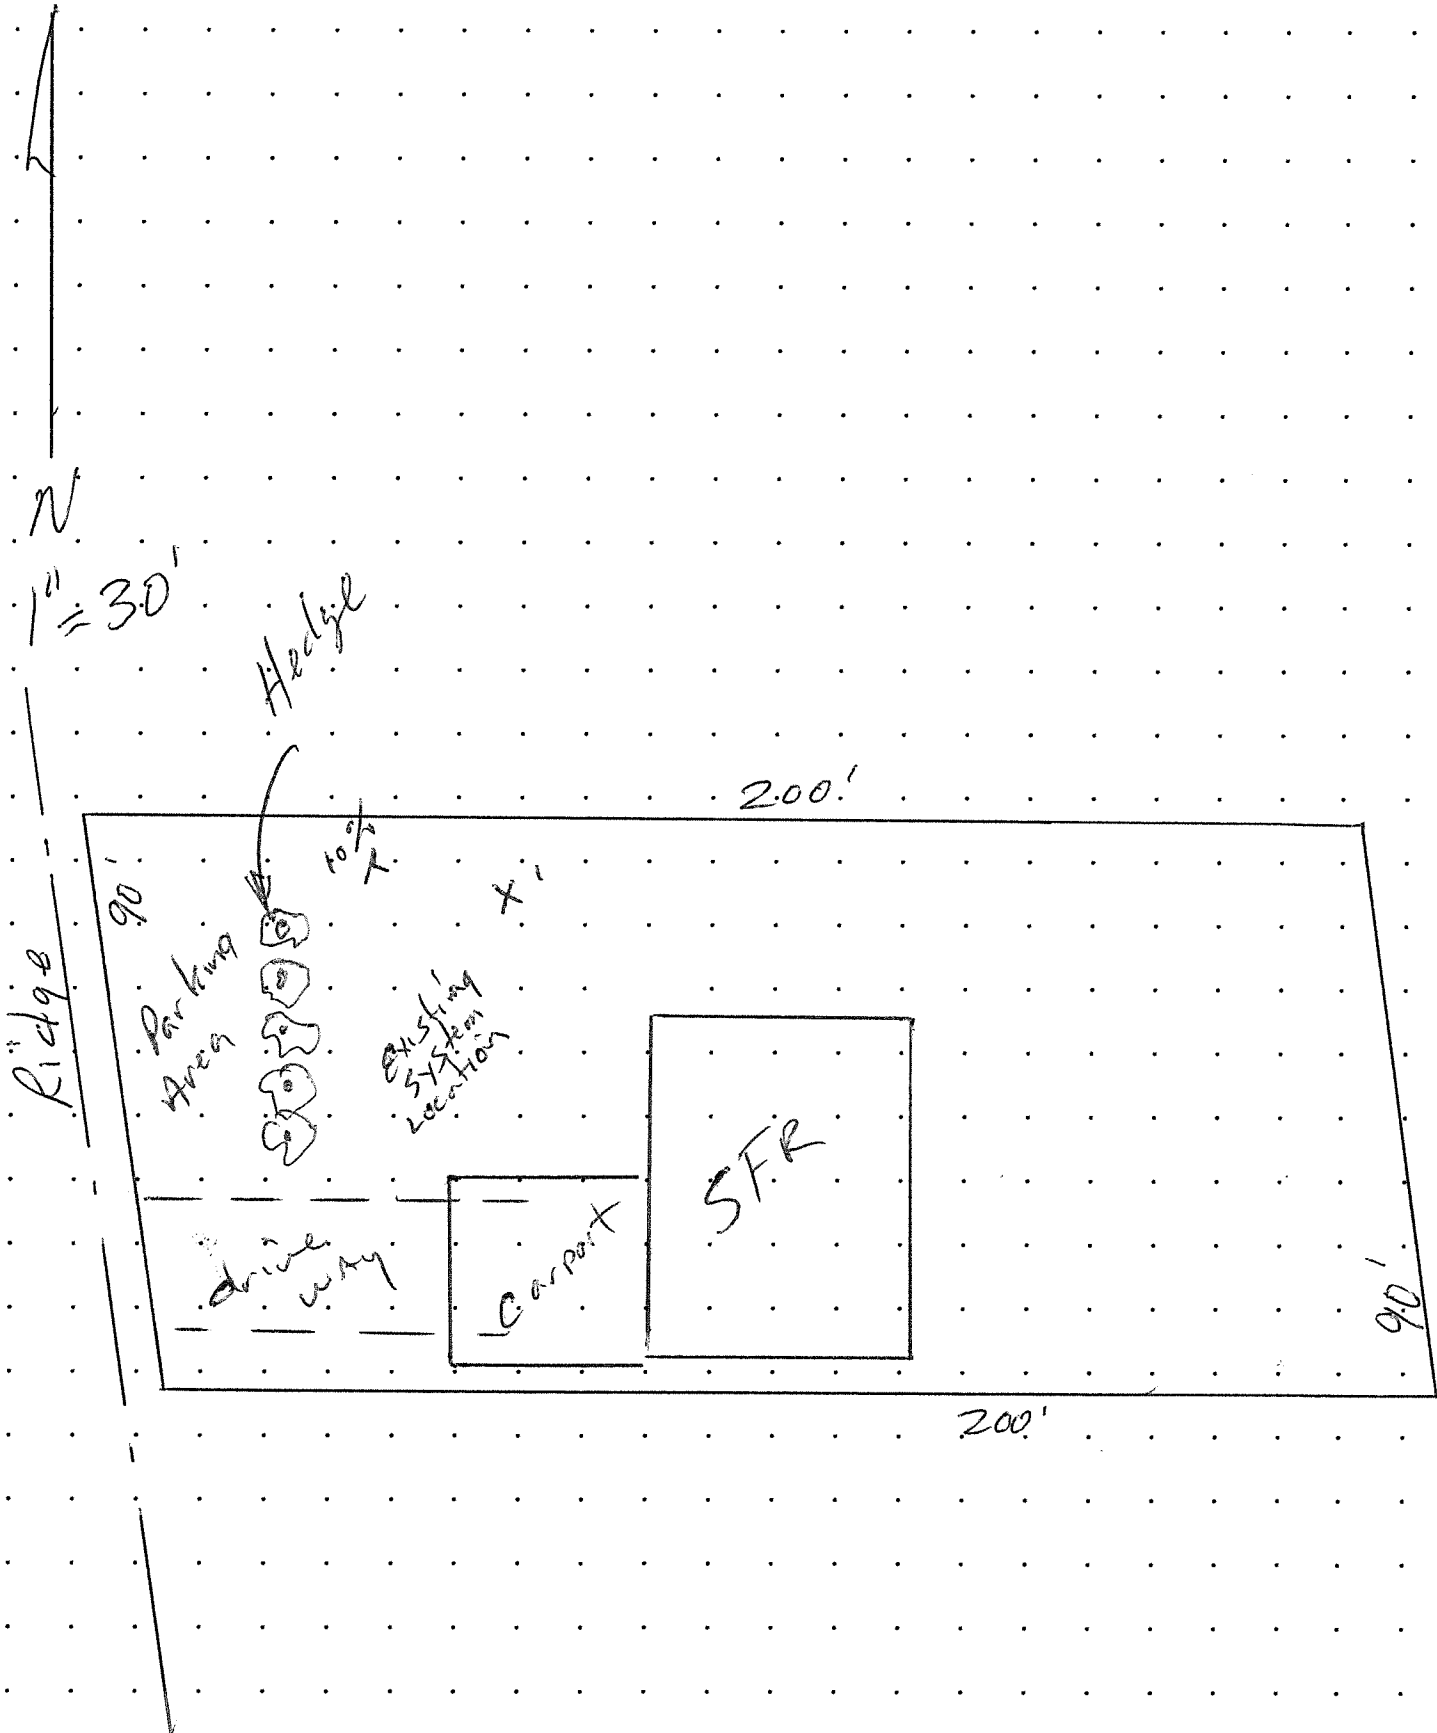 N
1" = 30'
Hedge
200'
10%
90'
X'
Ridge
Parking
Area
existing
system
Location
SFR
Carport
drive
way
90'
200'